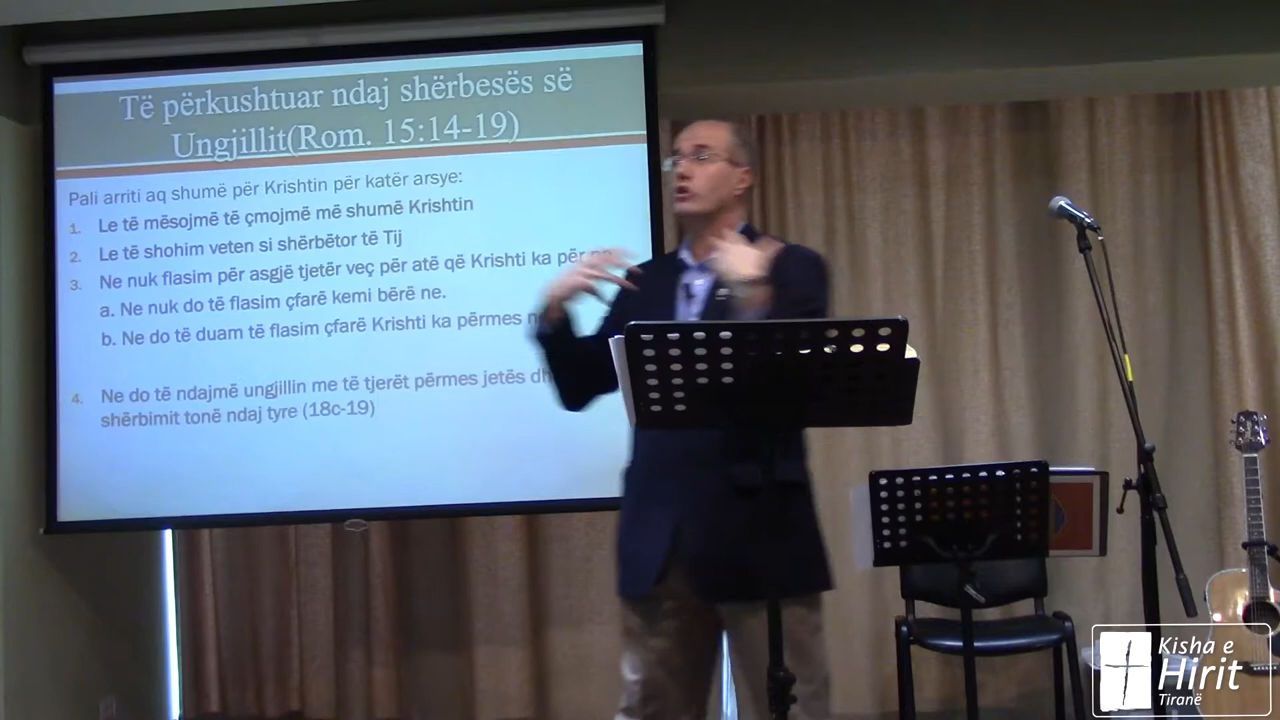 Të përkushtuar ndaj shërbesës së
Ungjillit(Rom. 15:14-19)
Pali arriti aq shumë për Krishtin për katër arsye:
1. Le të mësojmë të çmojmë më shumë Krishtin
2. Le të shohim veten si shërbëtor të Tij
3. Ne nuk flasim për asgjë tjetër veç për atë që Krishti ka për
a. Ne nuk do të flasim çfarë kemi bërë ne.
b. Ne do të duam të flasim çfarë Krishti ka përmes
4. Ne do të ndajmë ungjillin me të tjerët përmes jetës
shërbimit tonë ndaj tyre (18c-19)
Kisha e
Hirit
Tiranë